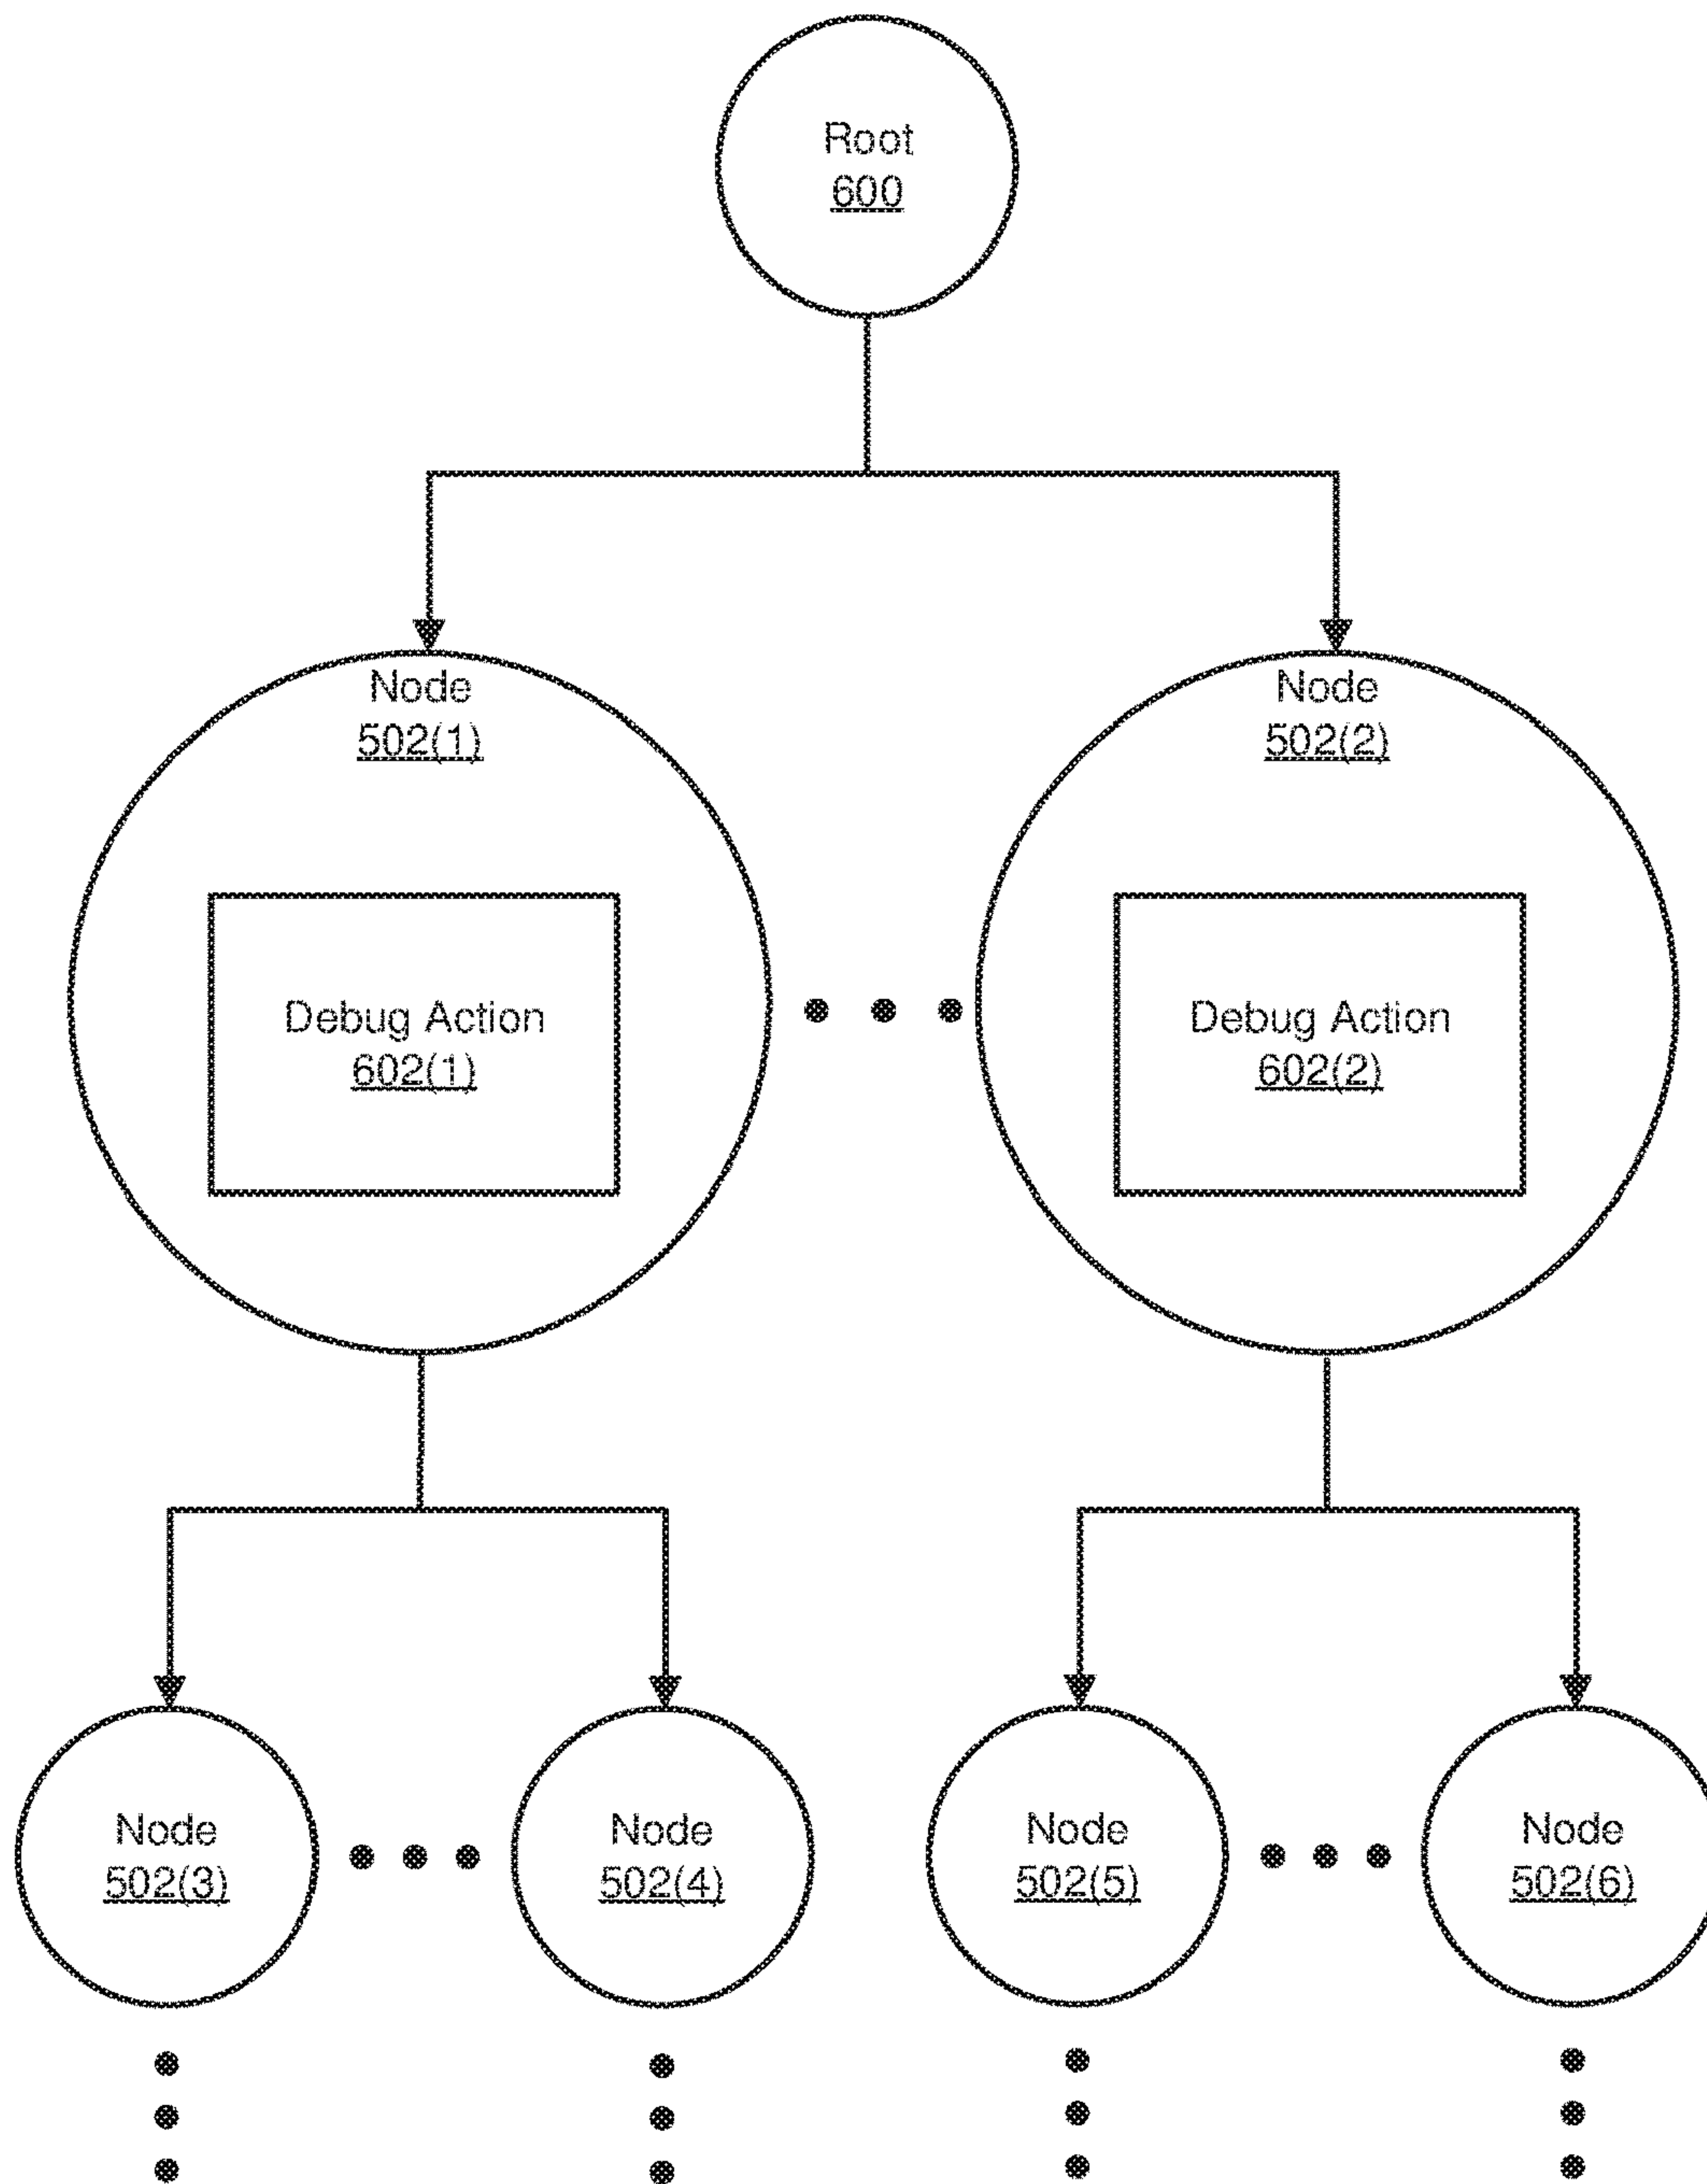 Root
600
Node
502(1)
Node
502(2)
Debug Action
602(1)
Debug Action
602(2)
Node
502(3)
Node
502(4)
Node
502(5)
Node
502(6)